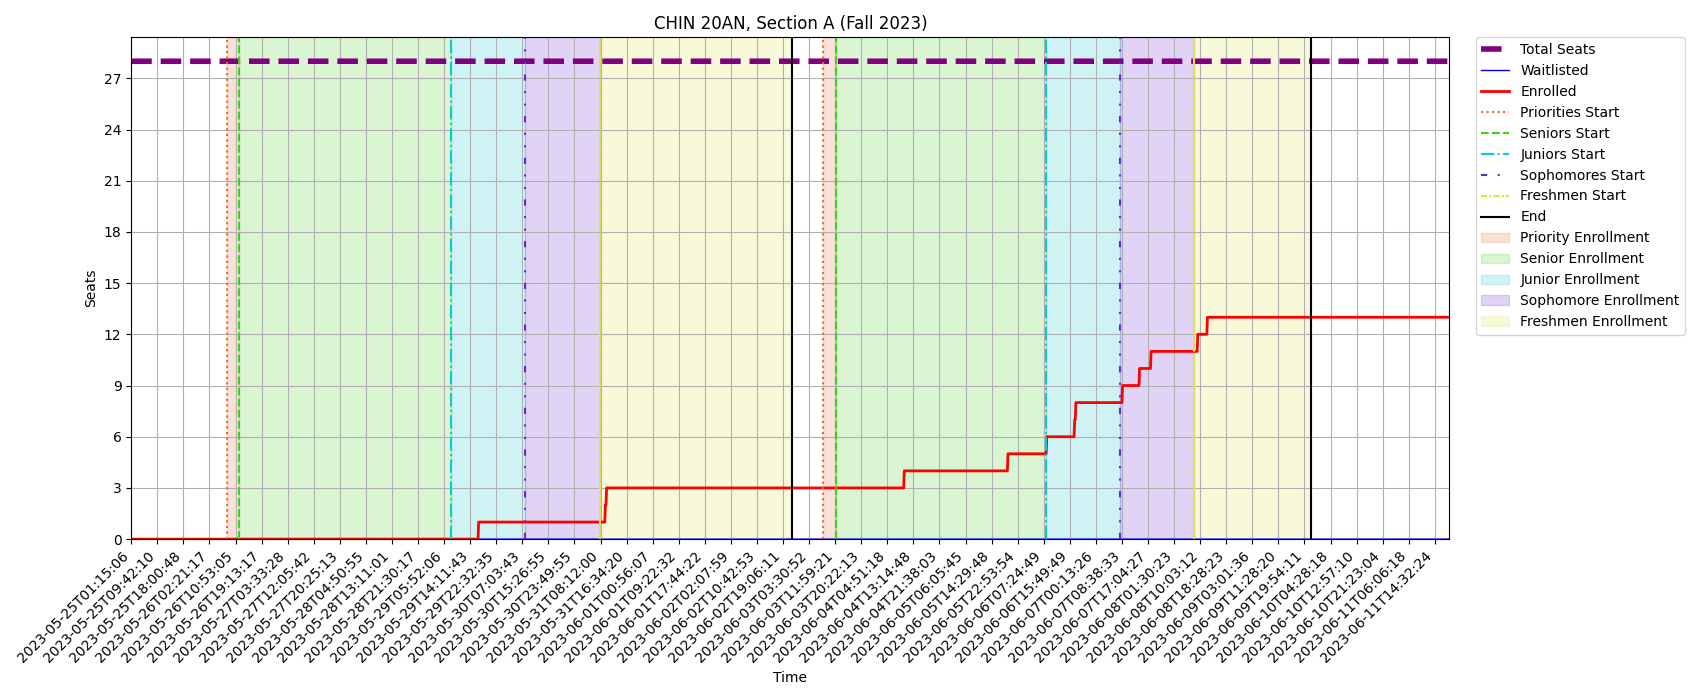 CHIN 20AN, Section A (Fall 2023)
Total Seats
Waitlisted
Enrolled
Priorities Start
Seniors Start
Juniors Start
Sophomores Start
Freshmen Start
End
Priority Enrollment
Senior Enrollment
Junior Enrollment
Sophomore Enrollment
Freshmen Enrollment
Seats
27
24
21
18
15
12
9
6
3
0
2023-05-25T01:15:06
2023-05-25T09:42:10
2023-05-25T18:00:48
2023-05-26T02:21:17
2023-05-26T10:53:05
2023-05-26T19:13:17
2023-05-27T03:33:28
2023-05-27T12:05:42
2023-05-27T20:25:13
2023-05-28T04:50:55
2023-05-28T13:11:01
2023-05-28T21:30:17
2023-05-29T05:52:06
2023-05-29T14:11:43
2023-05-29T22:32:35
2023-05-30T07:03:43
2023-05-30T15:26:55
2023-05-30T23:49:55
2023-05-31T08:12:00
2023-05-31T16:34:20
2023-06-01T00:56:07
2023-06-01T09:22:32
2023-06-01T17:44:22
2023-06-02T02:07:59
2023-06-02T10:42:53
2023-06-02T19:06:11
2023-06-03T03:30:52
2023-06-03T11:59:21
2023-06-03T20:22:13
2023-06-04T04:51:18
2023-06-04T13:14:48
2023-06-04T21:38:03
2023-06-05T06:05:45
2023-06-05T14:29:48
2023-06-05T22:53:54
2023-06-06T07:24:49
2023-06-06T15:49:49
2023-06-07T00:13:26
2023-06-07T08:38:33
2023-06-07T17:04:27
2023-06-08T01:30:23
2023-06-08T10:03:12
2023-06-08T18:28:23
2023-06-09T03:01:36
2023-06-09T11:28:20
2023-06-09T19:54:11
2023-06-10T04:28:18
2023-06-10T12:57:10
2023-06-10T21:23:04
2023-06-11T06:06:18
2023-06-11T14:32:24
Time